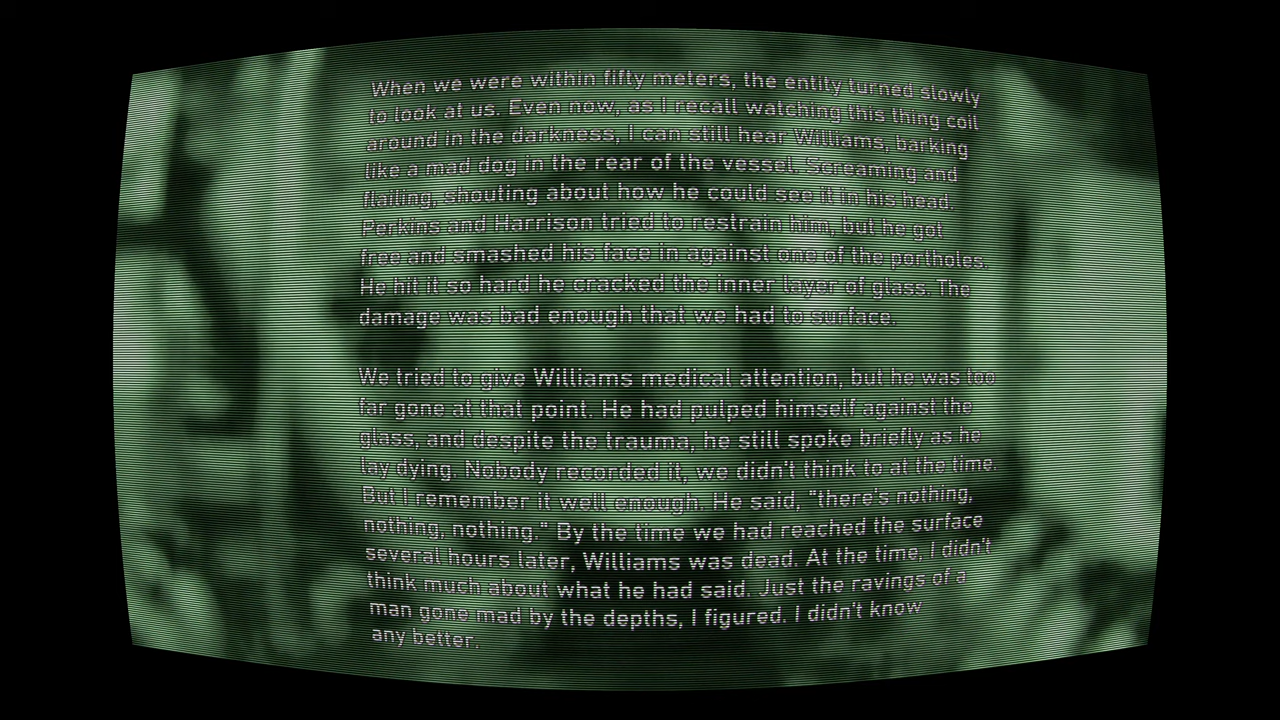 When we were within fifty meters, the entity turned slowly
to look at us. Even now, as I recall watching this thing coil
around in the darkness, I can still hear Williams, barking
like a mad dog in the rear of the vessel. Screaming and
flailing, shouting about how he could see it in his head.
Perkins and Harrison tried to restrain him, but he got
free and smashed his face in against one of the portholes.
He hit it so hard he cracked the inner layer of glass. The
damage was bad enough that we had to surface.
We tried to give Williams medical attention, but he was too
far gone at that point. He had pulped himself against the
glass, and despite the trauma, he still spoke briefly as he
lay dying. Nobody recorded it, we didn't think to at the time.
But I remember it well enough. He said, "there's nothing,
nothing, nothing." By the time we had reached the surface
several hours later, Williams was dead. At the time, I didn't
think much about what he had said. Just the ravings of a
man gone mad by the depths, I figured. I didn't know
any better.